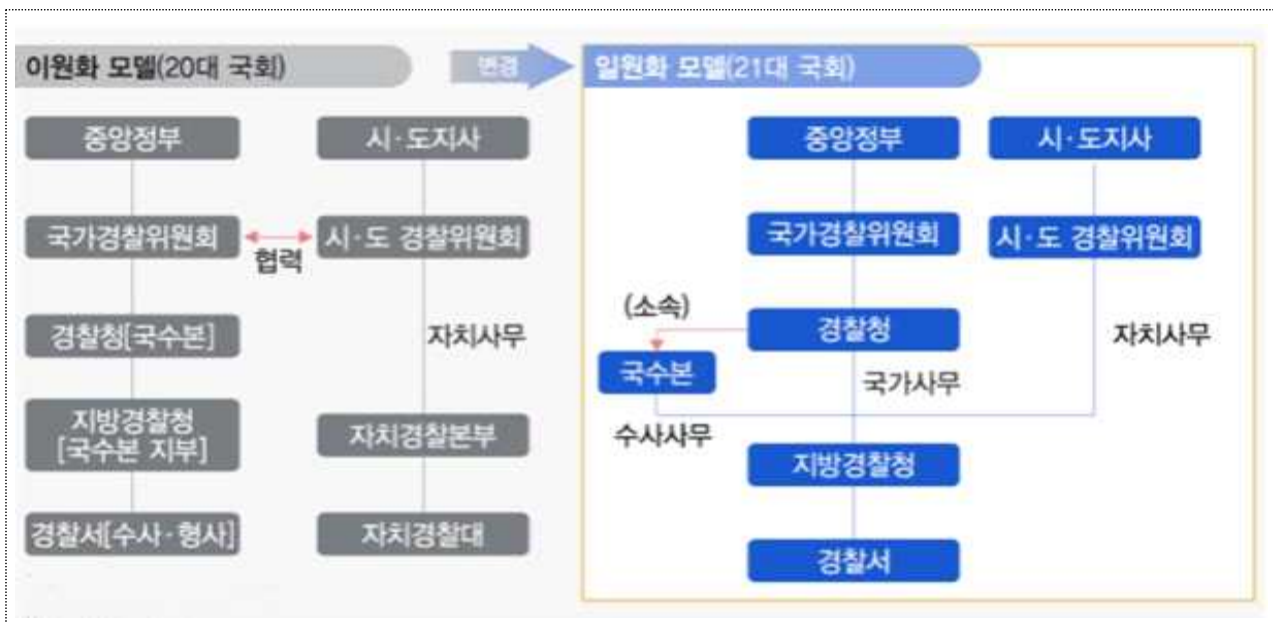 이원화 모델(20대 국회)
변경
일원화 모델(21대 국회)
중앙정부
시·도지사
국가경찰위원회
협력
시·도 경찰위원회
경찰청[국수본]
자치사무
지방경찰청
[국수본 지부]
자치경찰본부
경찰서[수사·형사]
자치경찰대
중앙정부
시·도지사
국가경찰위원회
시·도 경찰위원회
(소속)
경찰청
자치사무
국수본
국가사무
수사사무
지방경찰청
경찰서